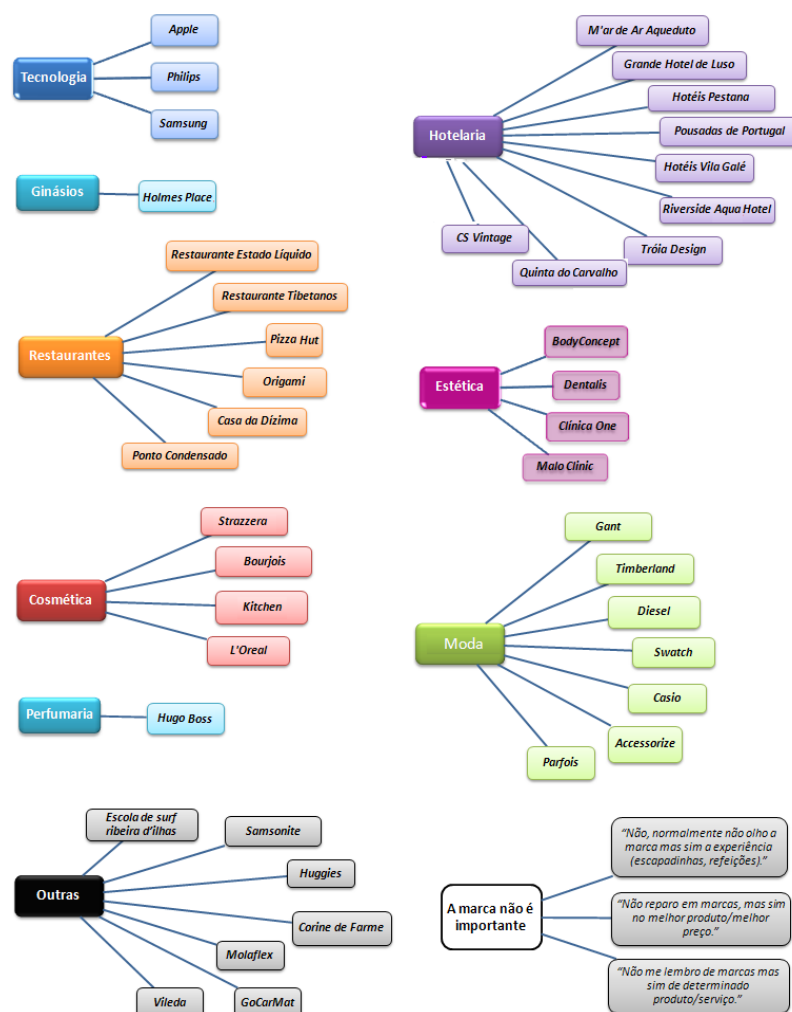 Tecnologia
Apple
Philips
Samsung
Ginásios
Holmes Place
Restaurantes
Restaurante Estado Líquido
Restaurante Tibetanos
Pizza Hut
Origami
Casa da Dízima
Ponto Condensado
Cosmética
Strazzera
Bourjois
Kitchen
L'Oreal
Perfumaria
Hugo Boss
Outras
Escola de surf
ribeira d'ilhas
Samsonite
Huggies
Corine de Farme
Molaflex
GoCarMat
Vileda
Hotelaria
M'ar de Ar Aqueduto
Grande Hotel de Luso
Hotéis Pestana
Pousadas de Portugal
Hotéis Vila Galé
Riverside Aqua Hotel
Tróia Design
Quinta do Carvalho
CS Vintage
Estética
BodyConcept
Dentalis
Clínica One
Malo Clinic
Moda
Gant
Timberland
Diesel
Swatch
Casio
Accessorize
Parfois
A marca não é
importante
“Não, normalmente não olho a
marca mas sim a experiência
(escapadinhas, refeições).”
“Não reparo em marcas, mas sim
no melhor produto/melhor
preço.”
“Não me lembro de marcas mas
sim de determinado
produto/serviço.”